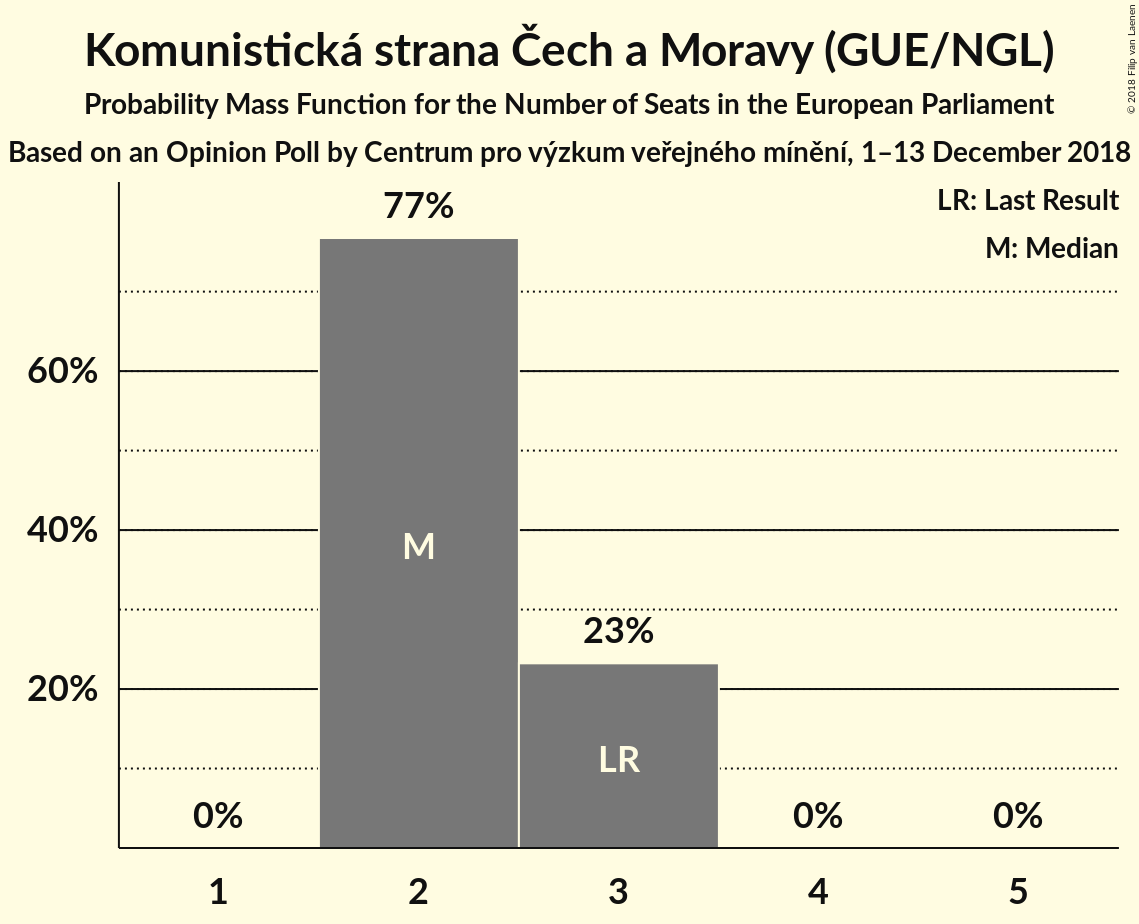 Komunistická strana Čech a Moravy (GUE/NGL)
Probability Mass Function for the Number of Seats in the European Parliament
Based on an Opinion Poll by Centrum pro výzkum veřejného mínění, 1–13 December 2018
© 2018 Filip van Laenen
LR: Last Result
M: Median
77%
60%
40%
M
23%
20%
LR
0%
0%
0%
1
2
3
4
5